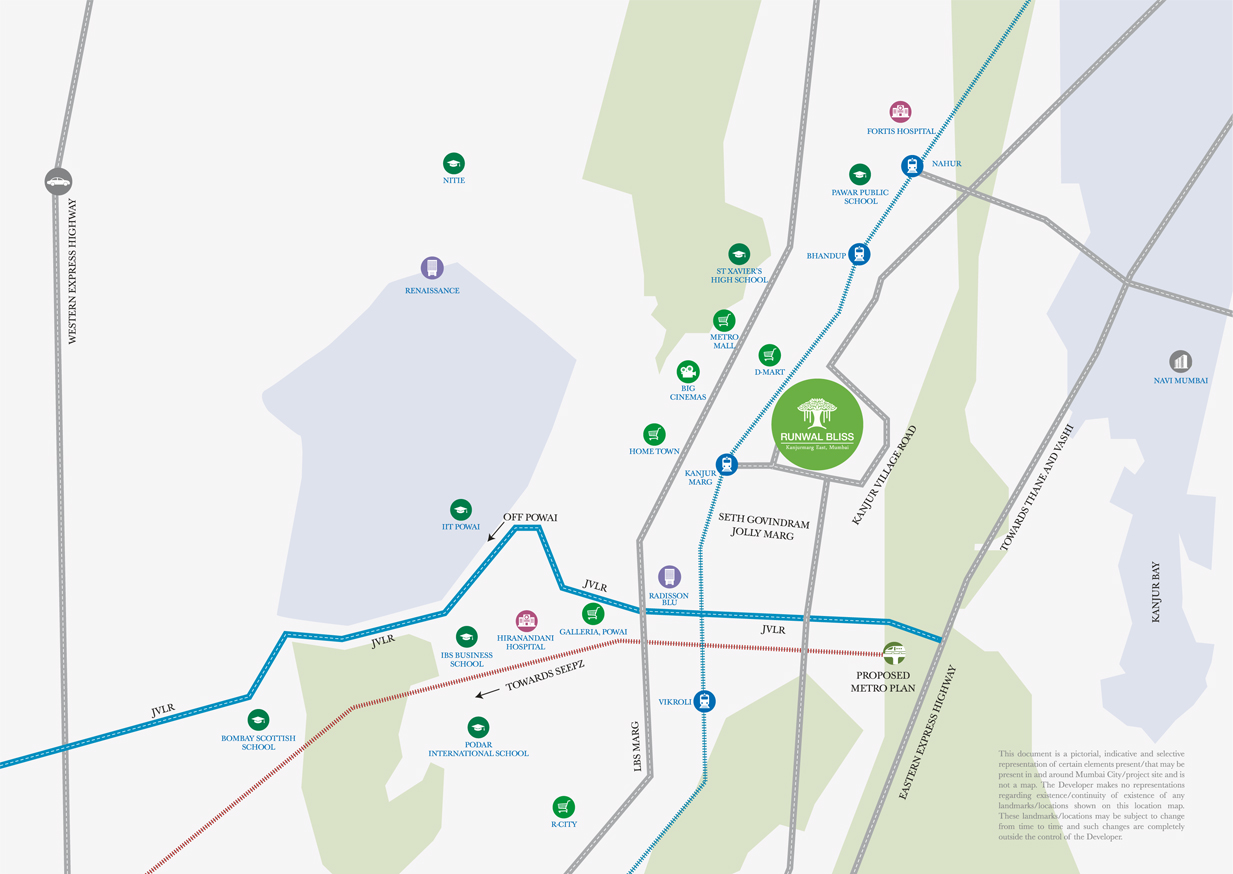 FORTIS HOSPITAL
NAHUR
NITIE
PAWAR PUBLIC
SCHOOL
WESTERN EXPRESS HIGHWAY
BHANDUP
ST XAVIER'S
HIGH SCHOOL
RENAISSANCE
METRO
MALL
D-MART
NAVI MUMBAI
BIG
CINEMAS
RUNWAL BLISS
Kanjurmarg East, Mumbai
HOME TOWN
KANJUR
MARG
KANJUR VILLAGE ROAD
TOWARDS THANE AND VASHI
OFF POWAI
IIT POWAI
SETH GOVINDRAM
JOLLY MARG
KANJUR BAY
JVLR
RADISSON
BLU
JVLR
JVLR
HIRANANDANI
HOSPITAL
GALLERIA, POWAI
IBS BUSINESS
SCHOOL
TOWARDS SEEPZ
PROPOSED
METRO PLAN
JVLR
VIKROLI
BOMBAY SCOTTISH
SCHOOL
PODAR
INTERNATIONAL SCHOOL
LBS MARG
EASTERN EXPRESS HIGHWAY
R-CITY
This document is a pictorial, indicative and selective
representation of certain elements present/that may be
present in and around Mumbai City/project site and is
not a map. The Developer makes no representations
regarding existence/continuity of existence of any
landmarks/locations shown on this location map.
These landmarks/locations may be subject to change
from time to time and such changes are completely
outside the control of the Developer.